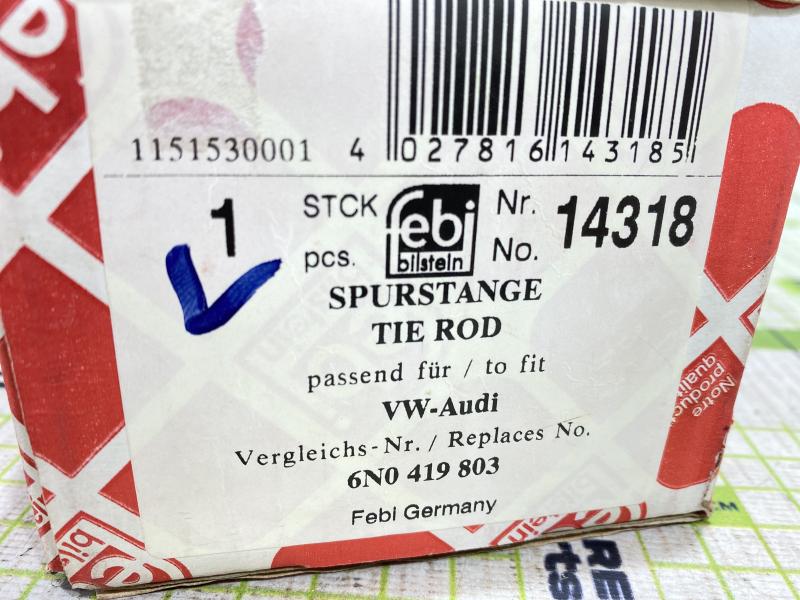 1151530001 4 027816 143185
1 STCK pcs. febi bilstein Nr. No. 14318
SPURSTANGE
TIE ROD
passend für / to fit
VW-Audi
Vergleichs-Nr. / Replaces No.
6N0 419 803
Febi Germany
Notre